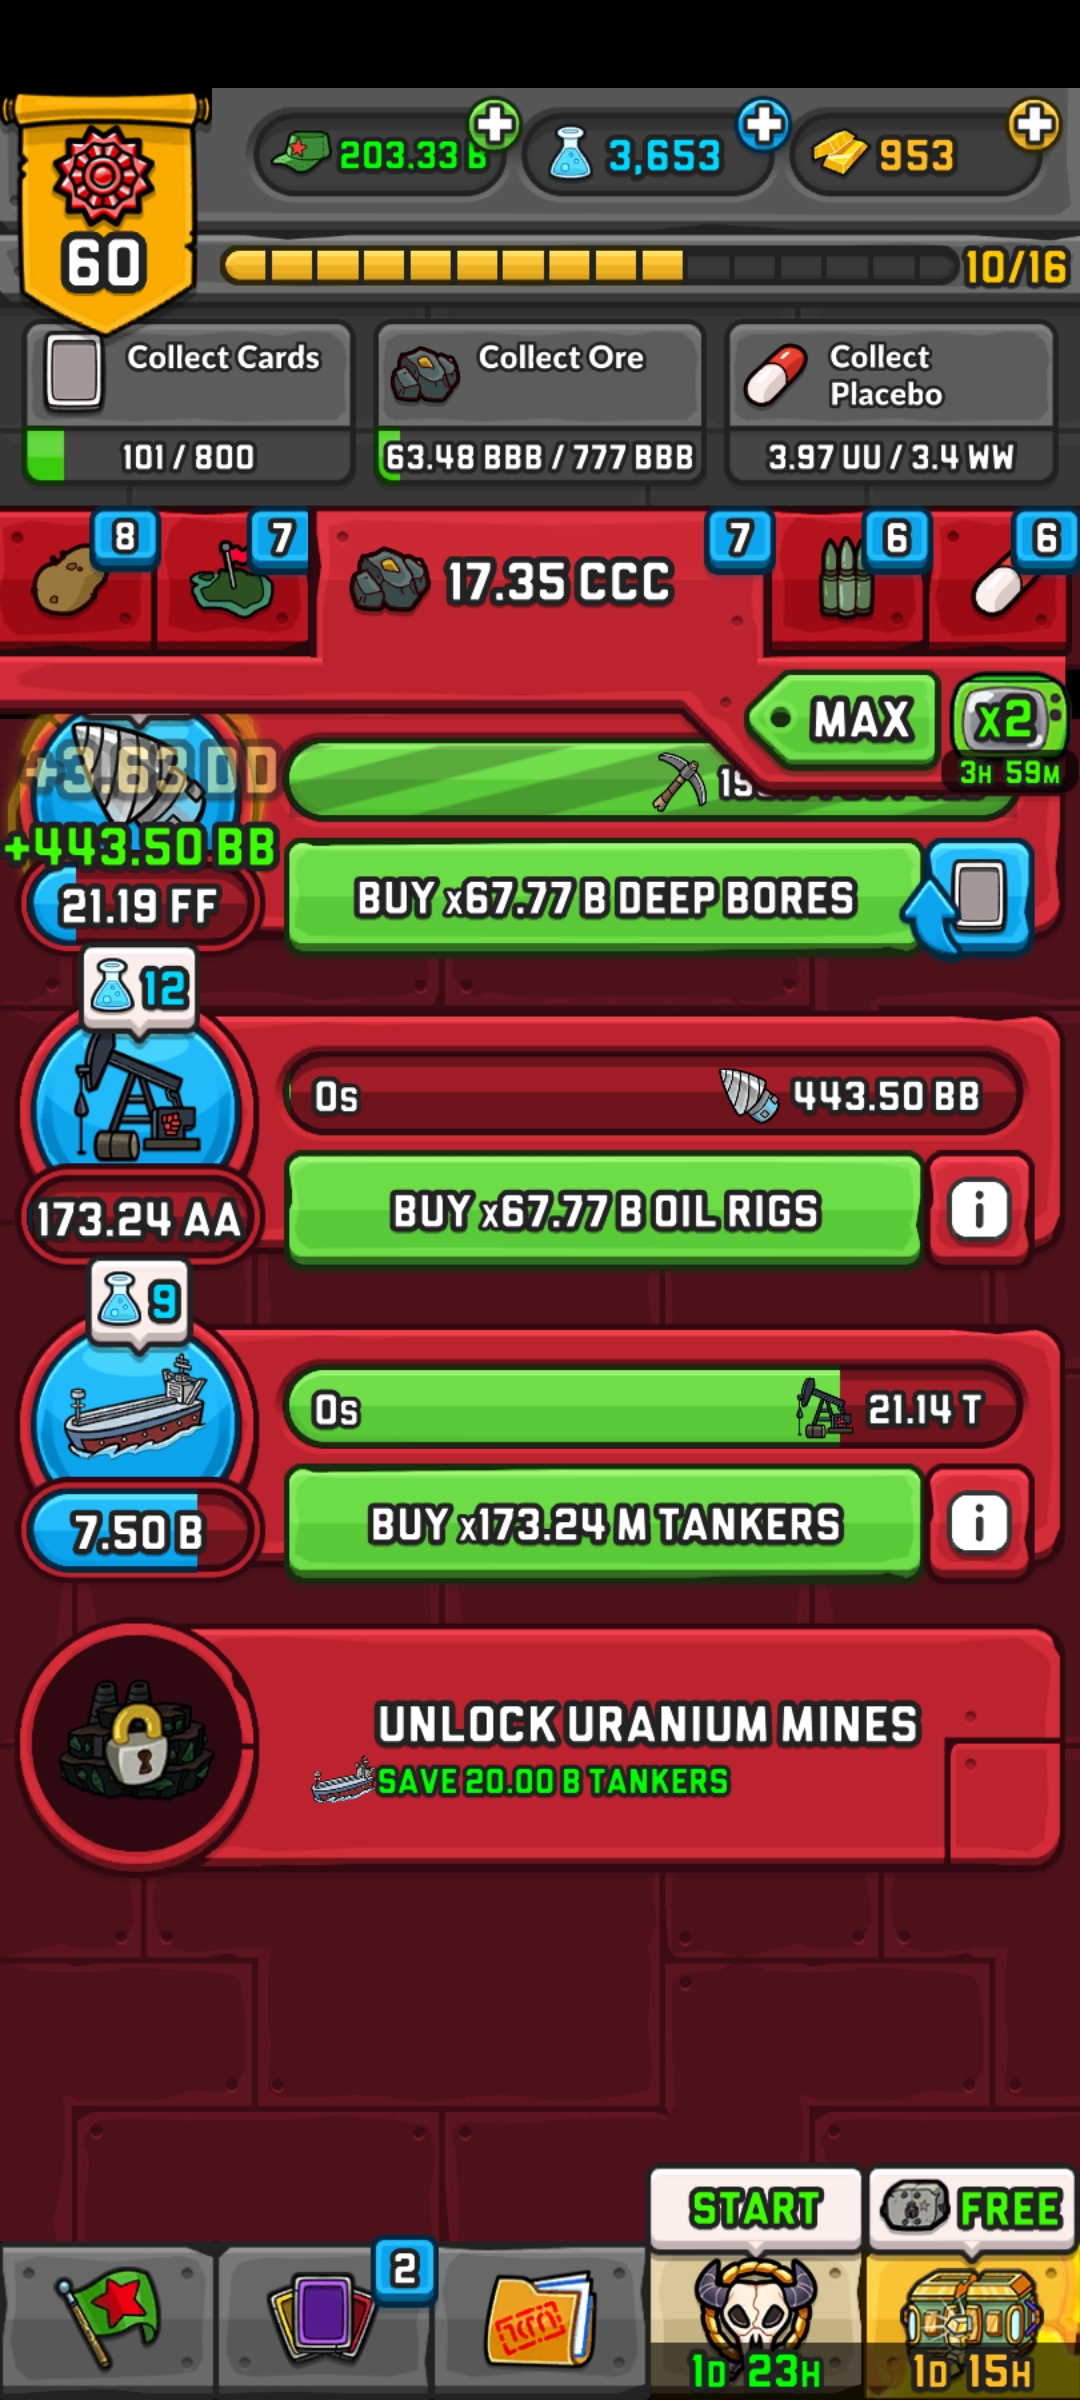 60
203.33 B
3,653
953
10/16
Collect Cards
101 / 800
Collect Ore
63.48 BBB / 777 BBB
Collect
Placebo
3.97 UU / 3.4 WW
8
7
17.35 CCC
7
6
6
MAX
x2
3H 59M
+3.63 DD
+443.50 BB
21.19 FF
BUY x67.77 B DEEP BORES
12
0s
443.50 BB
173.24 AA
BUY x67.77 B OIL RIGS
i
9
0s
21.14 T
7.50 B
BUY x173.24 M TANKERS
i
UNLOCK URANIUM MINES
SAVE 20.00 B TANKERS
START
FREE
2
1D 23H
1D 15H